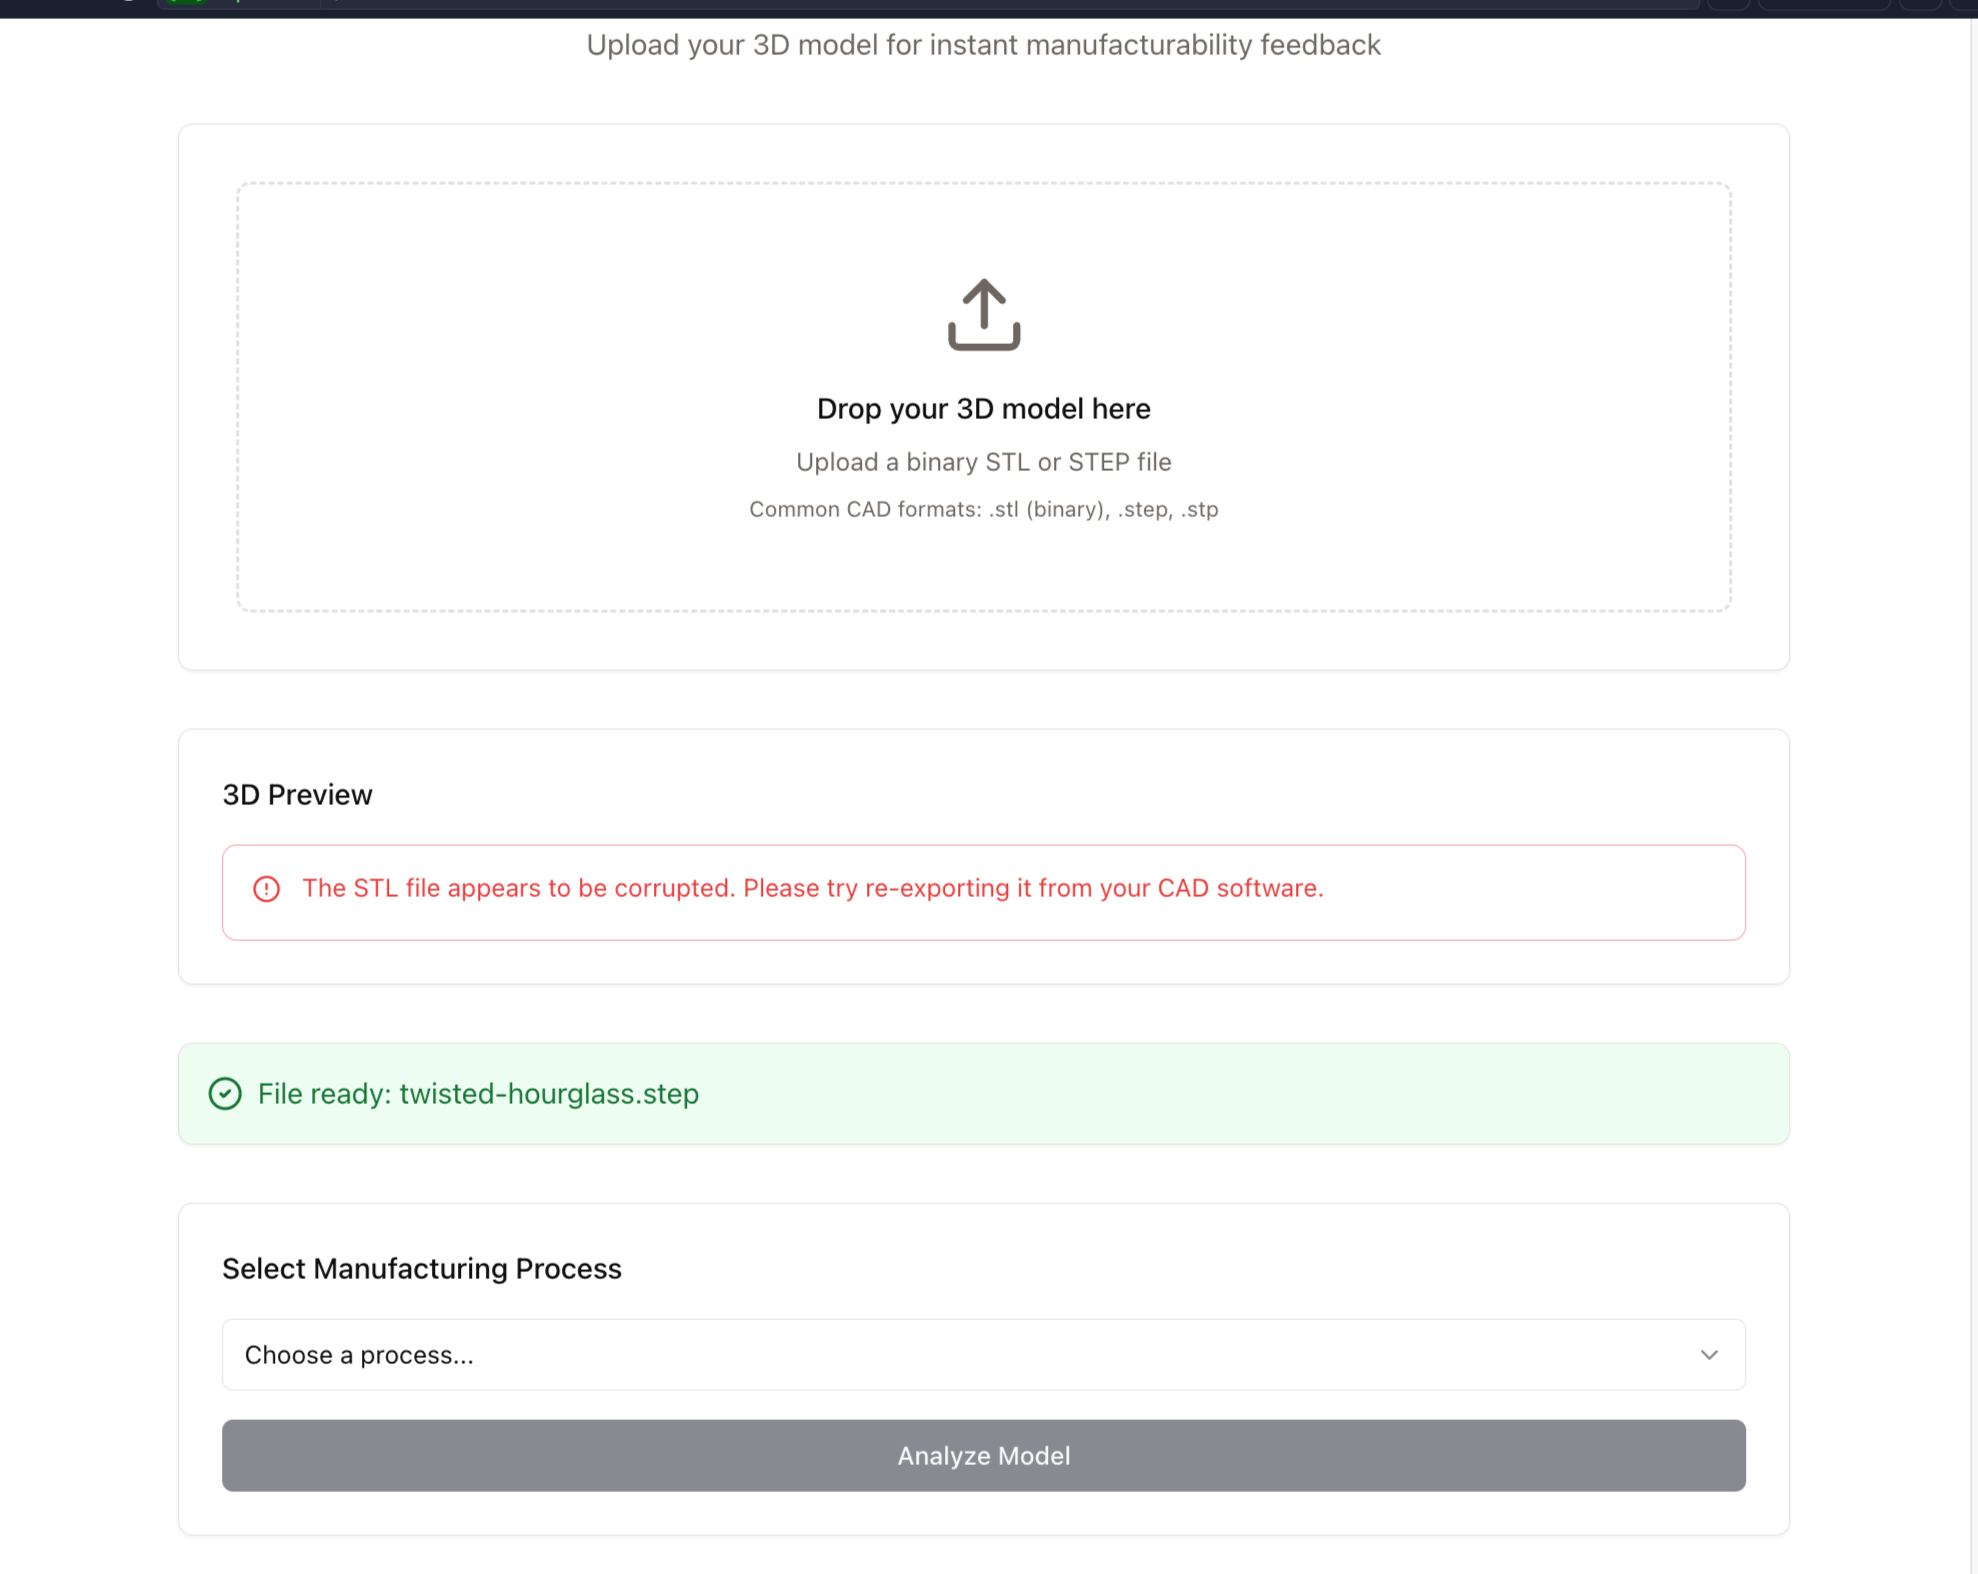 Upload your 3D model for instant manufacturability feedback
Drop your 3D model here
Upload a binary STL or STEP file
Common CAD formats: .stl (binary), .step, .stp
3D Preview
The STL file appears to be corrupted. Please try re-exporting it from your CAD software.
File ready: twisted-hourglass.step
Select Manufacturing Process
Choose a process...
Analyze Model